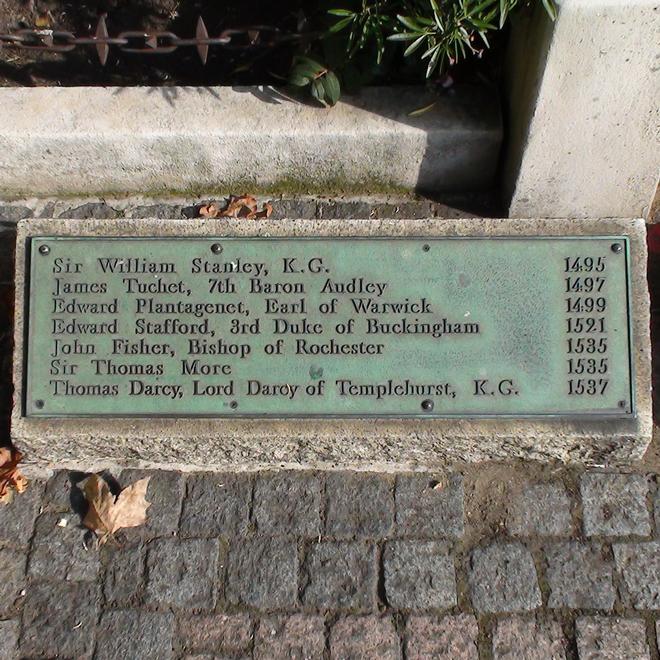 Sir William Stanley, K.G. 1495
James Tuchet, 7th Baron Audley 1497
Edward Plantagenet, Earl of Warwick 1499
Edward Stafford, 3rd Duke of Buckingham 1521
John Fisher, Bishop of Rochester 1535
Sir Thomas More 1535
Thomas Darcy, Lord Darcy of Templehurst, K.G. 1537